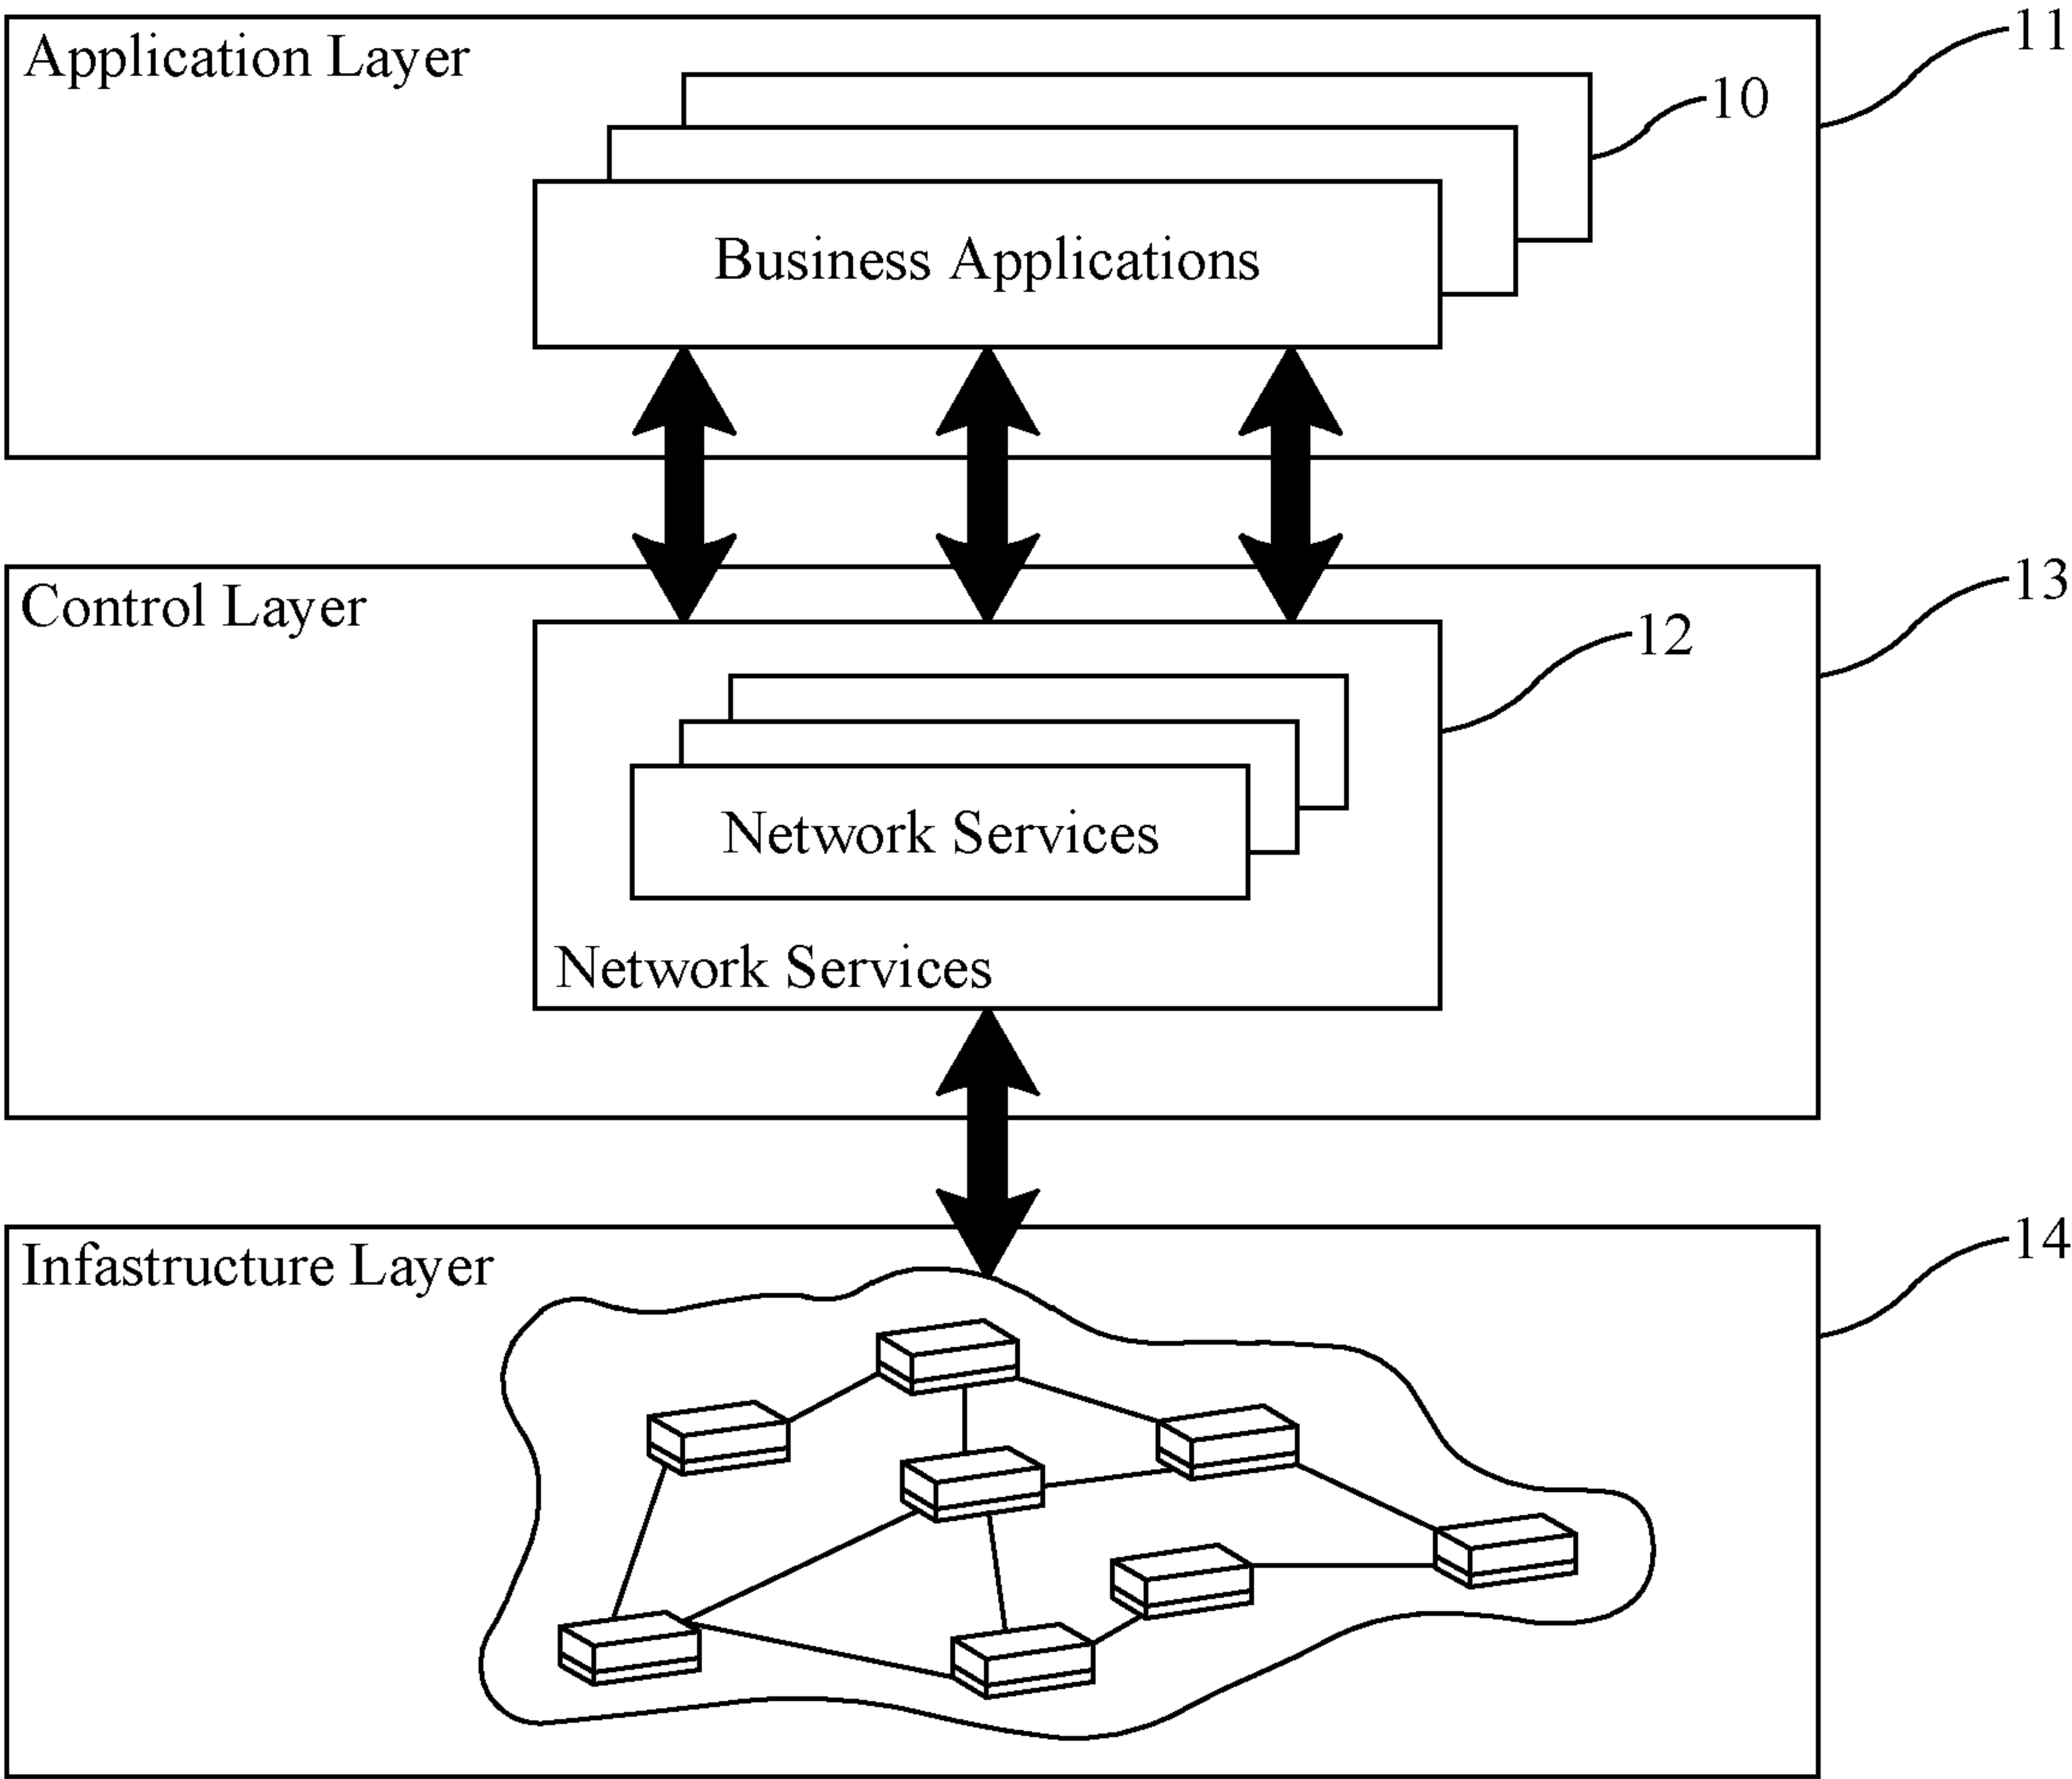 Application Layer
11
10
Business Applications
Control Layer
13
12
Network Services
Network Services
Infastructure Layer
14